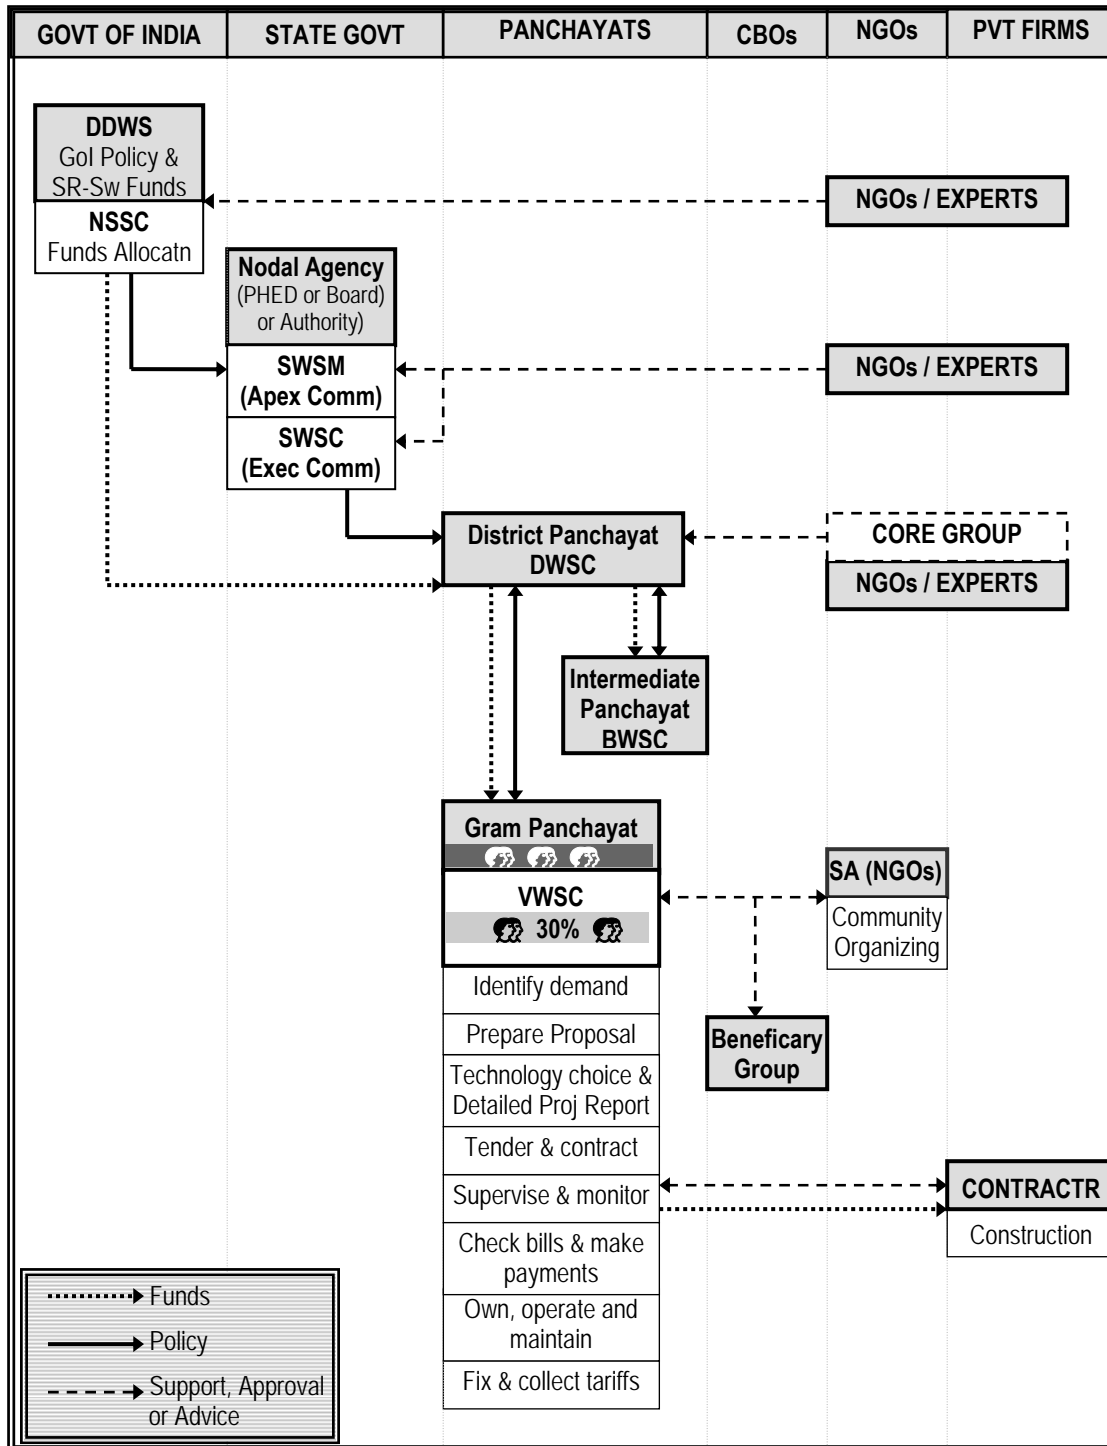 GOVT OF INDIA
STATE GOVT
PANCHAYATS
CBOs
NGOs
PVT FIRMS
DDWS
GoI Policy &
SR-Sw Funds
NSSC
Funds Allocatn
NGOs / EXPERTS
Nodal Agency
(PHED or Board)
or Authority)
SWSM
(Apex Comm)
SWSC
(Exec Comm)
NGOs / EXPERTS
District Panchayat
DWSC
CORE GROUP
NGOs / EXPERTS
Intermediate
Panchayat
BWSC
Gram Panchayat
VWSC
30%
SA (NGOs)
Community
Organizing
Identify demand
Prepare Proposal
Technology choice &
Detailed Proj Report
Tender & contract
Supervise & monitor
Check bills & make
payments
Own, operate and
maintain
Fix & collect tariffs
Beneficary
Group
CONTRACTR
Construction
Funds
Policy
Support, Approval
or Advice